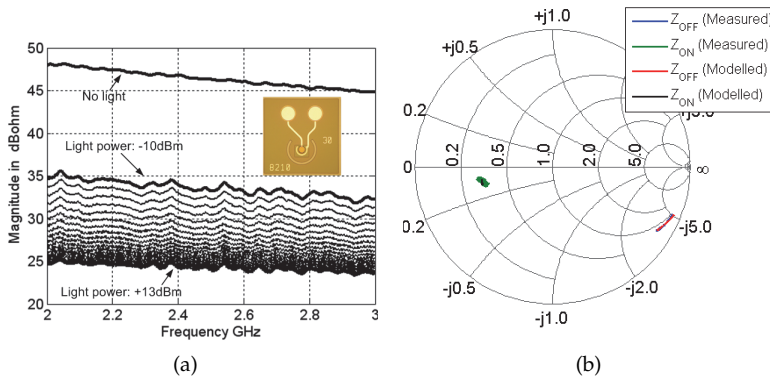 50
45
40
35
30
25
20
Magnitude in dBohm
No light
Light power: -10dBm
Light power: +13dBm
B210
30
2
2.2
2.4
2.6
2.8
3
Frequency GHz
(a)
+j1.0
+j0.5
0.2
0
0.2
0.5
1.0
2.0
5.0
∞
0.2
-j0.5
-j1.0
-j2.0
-j5.0
Z_OFF (Measured)
Z_ON (Measured)
Z_OFF (Modelled)
Z_ON (Modelled)
(b)